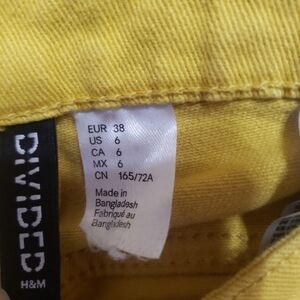 DIVIDED
H&M
EUR 38
US 6
CA 6
MX 6
CN 165/72A
Made in
Bangladesh
Fabriqué au
Bangladesh